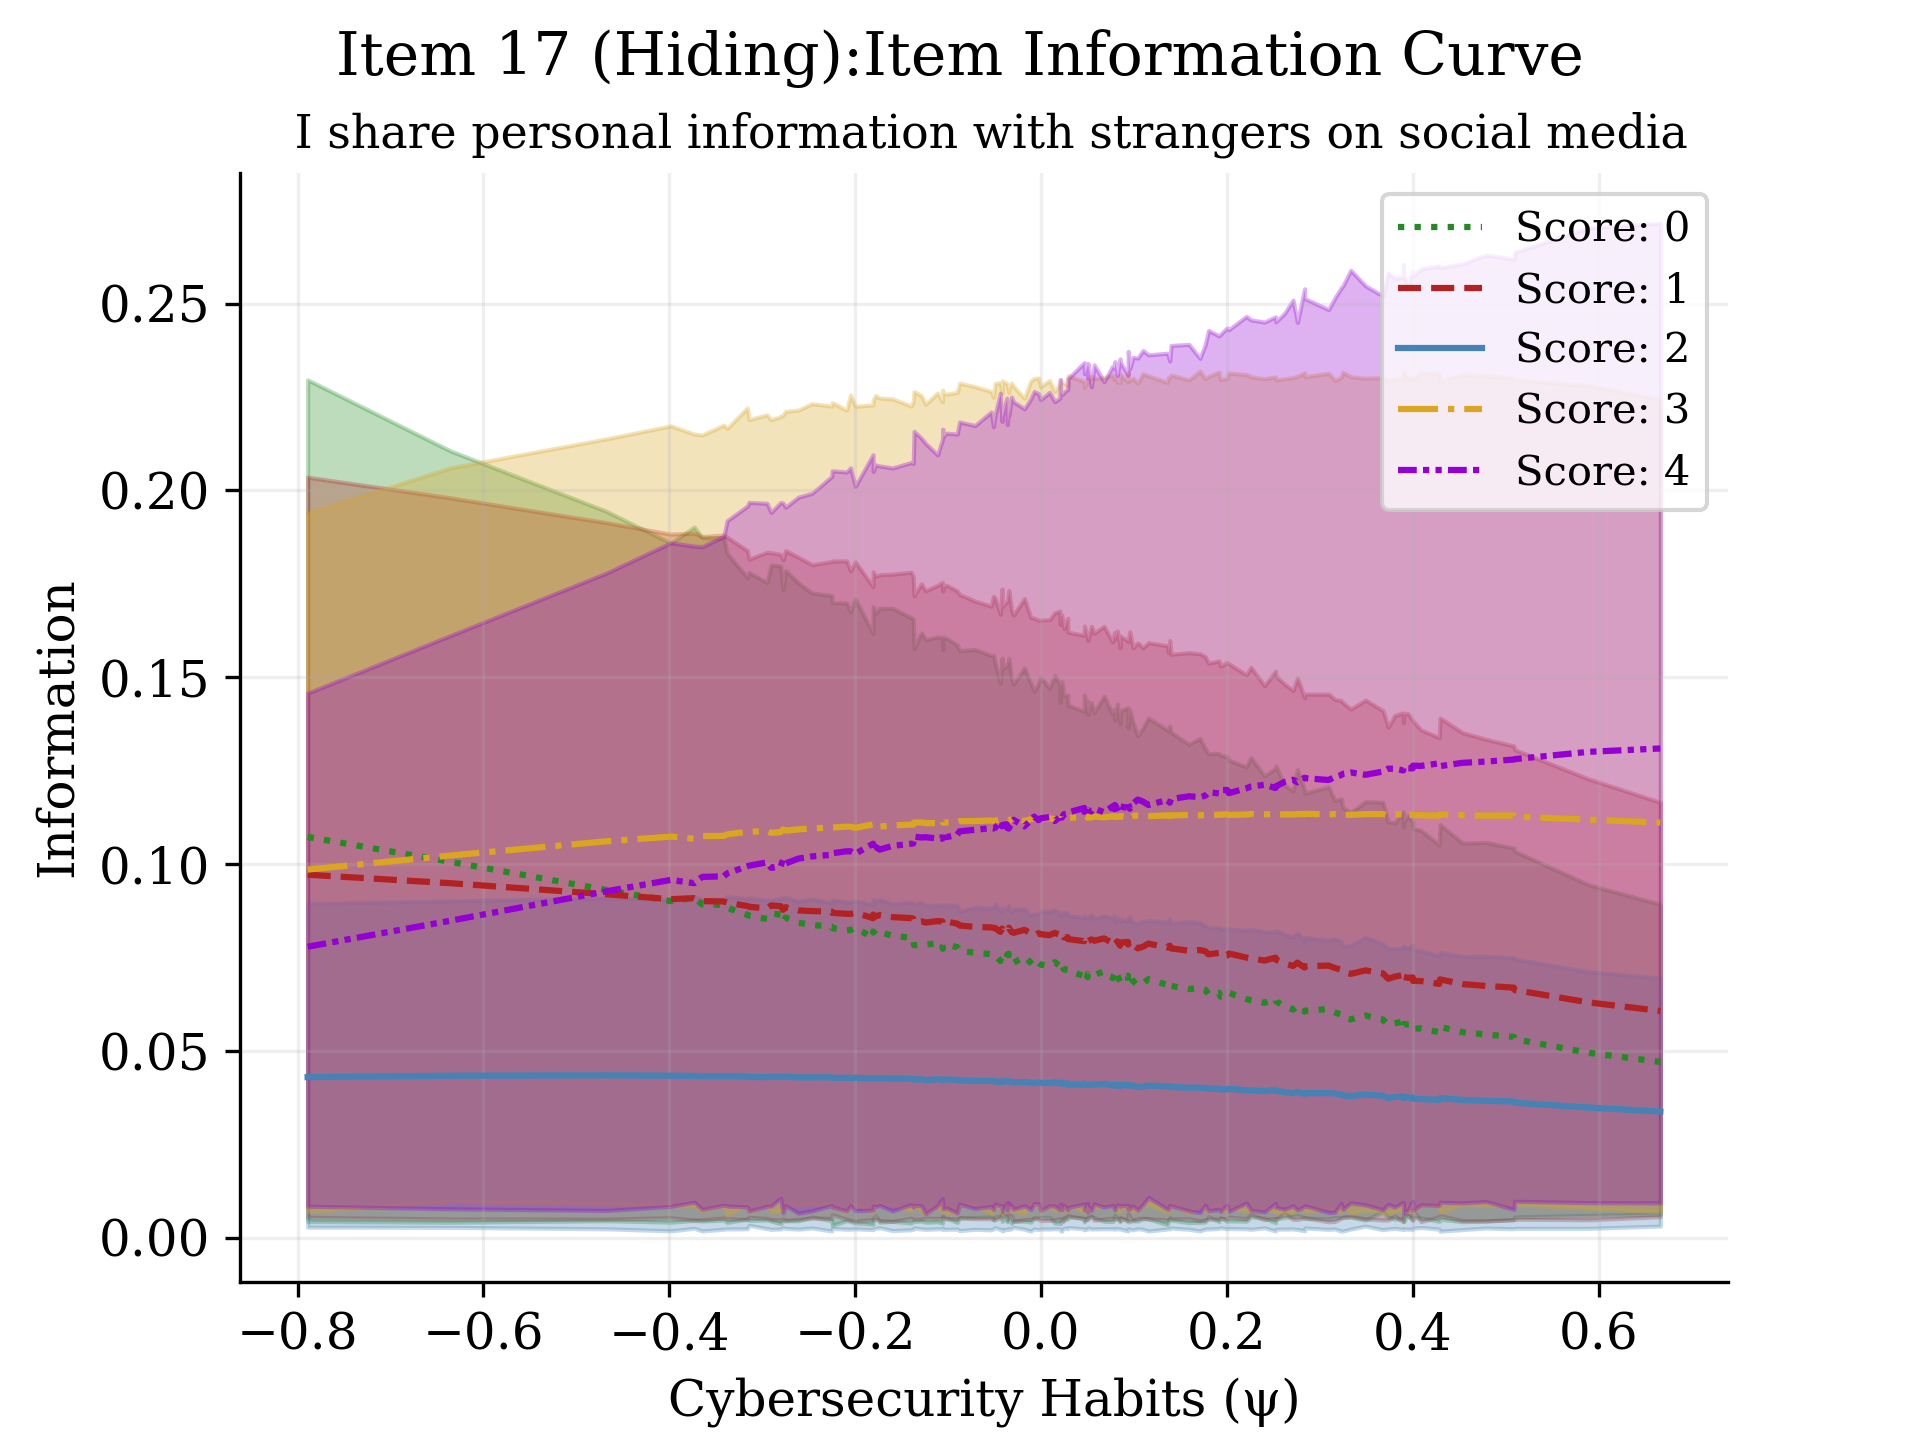 Item 17 (Hiding):Item Information Curve
I share personal information with strangers on social media
Score: 0
Score: 1
Score: 2
Score: 3
Score: 4
Information
0.25
0.20
0.15
0.10
0.05
0.00
−0.8 −0.6 −0.4 −0.2 0.0 0.2 0.4 0.6
Cybersecurity Habits (ψ)